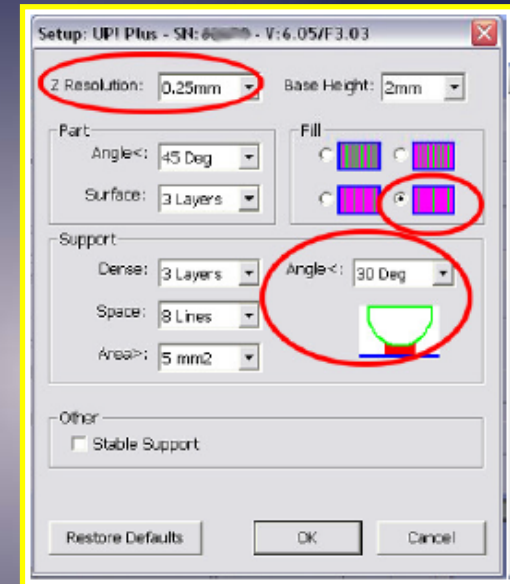 Setup: UP! Plus - SN: - V:6.05/F3.03
Z Resolution: 0.25mm Base Height: 2mm
Part
Angle<: 45 Deg
Surface: 3 Layers
Fill
Support
Dense: 3 Layers
Space: 8 Lines
Area>: 5 mm2
Angle<: 30 Deg
Other
Stable Support
Restore Defaults OK Cancel